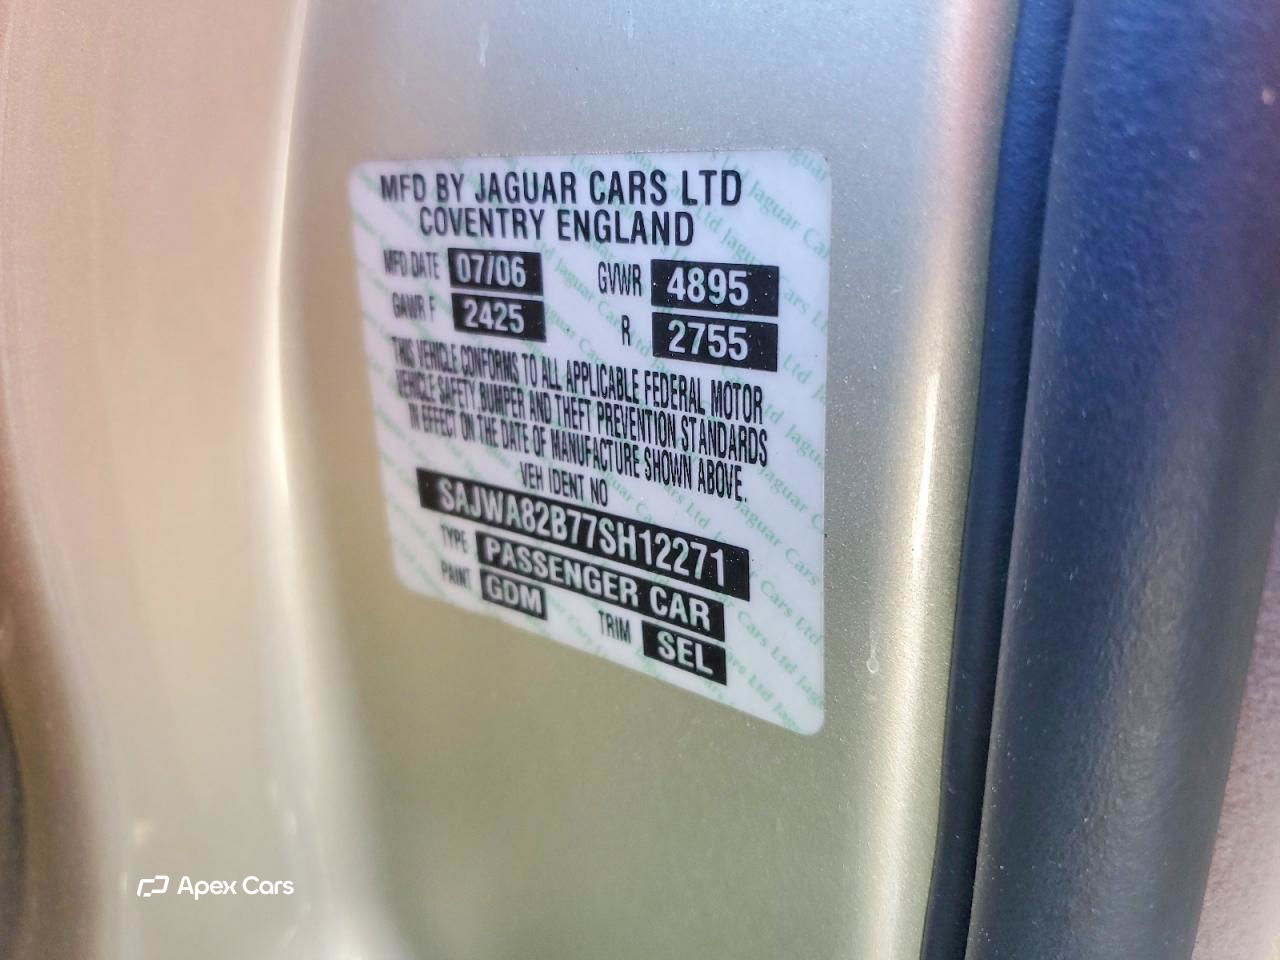 MFD BY JAGUAR CARS LTD
COVENTRY ENGLAND
MFD DATE 07/06 GVWR 4895
GAWR F 2425 R 2755
THIS VEHICLE CONFORMS TO ALL APPLICABLE FEDERAL MOTOR
VEHICLE SAFETY BUMPER AND THEFT PREVENTION STANDARDS
IN EFFECT ON THE DATE OF MANUFACTURE SHOWN ABOVE.
VEH IDENT NO
SAJWA82B77SH12271
TYPE PASSENGER CAR
PAINT GDM TRIM SEL
Apex Cars